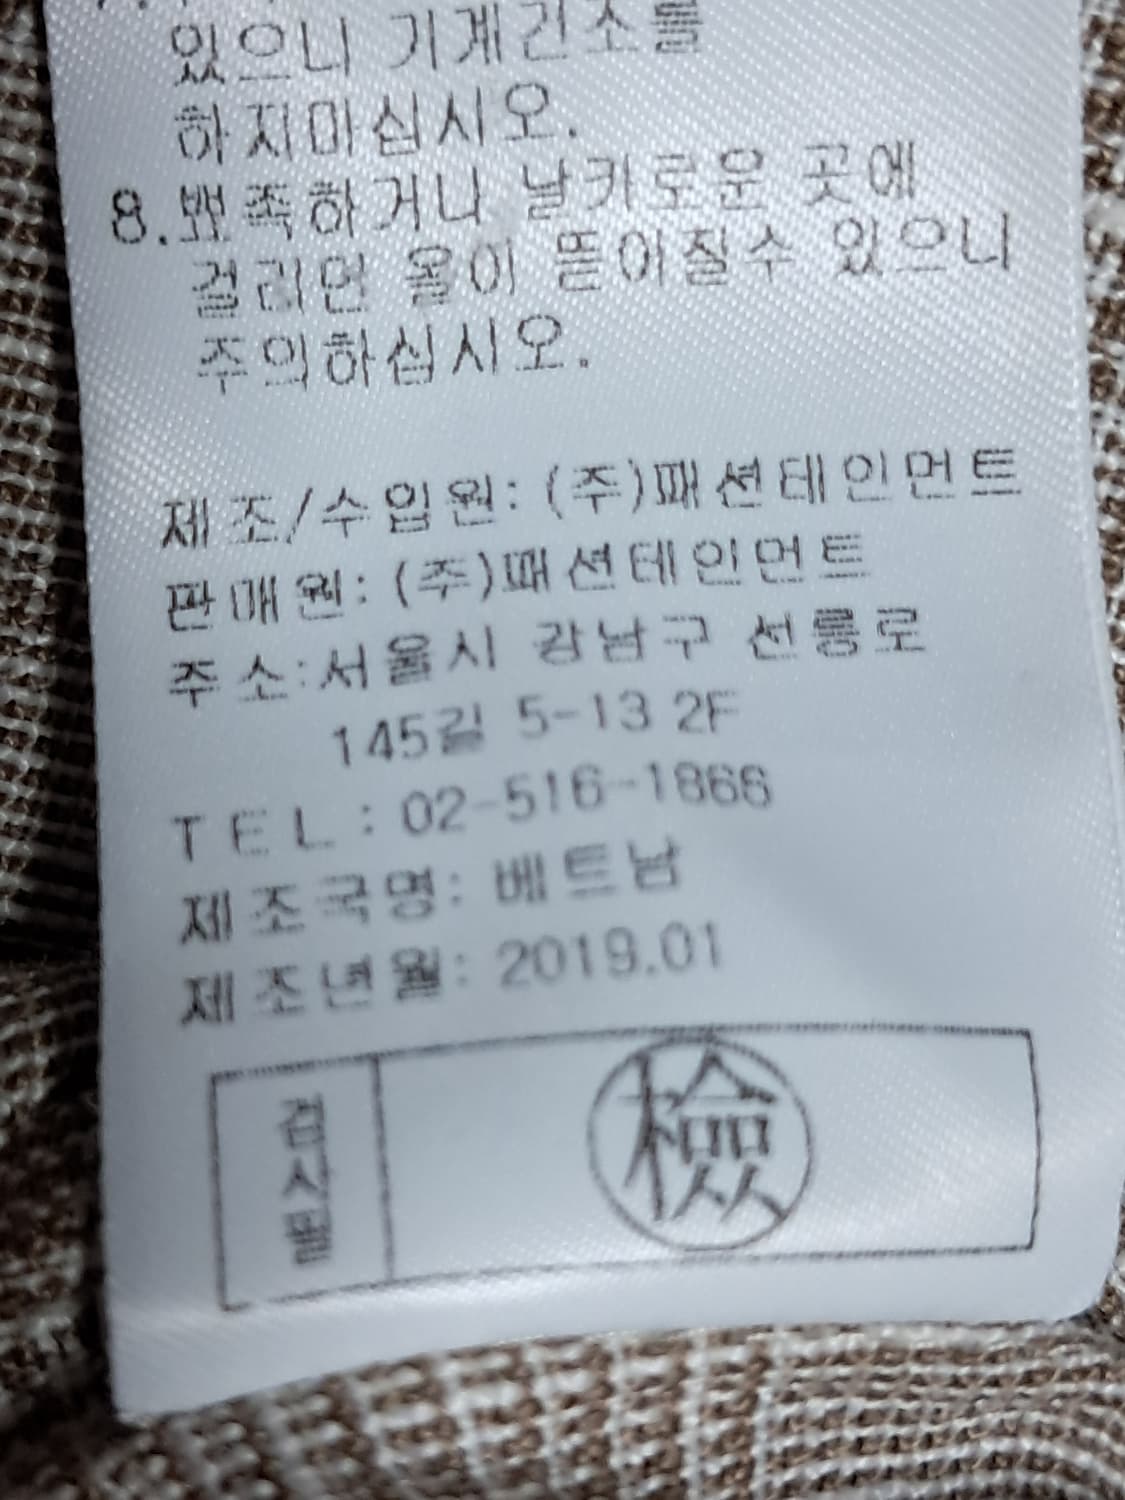 있으니 기계건조를
하지마십시오.
8.뾰족하거나 날카로운 곳에
걸리면 올이 뜯어질수 있으니
주의하십시오.
제조/수입원: (주)패션테인먼트
판매원: (주)패션테인먼트
주소:서울시 강남구 선릉로
145길 5-13 2F
TEL: 02-516-1866
제조국명: 베트남
제조년월: 2019.01
검사필
檢